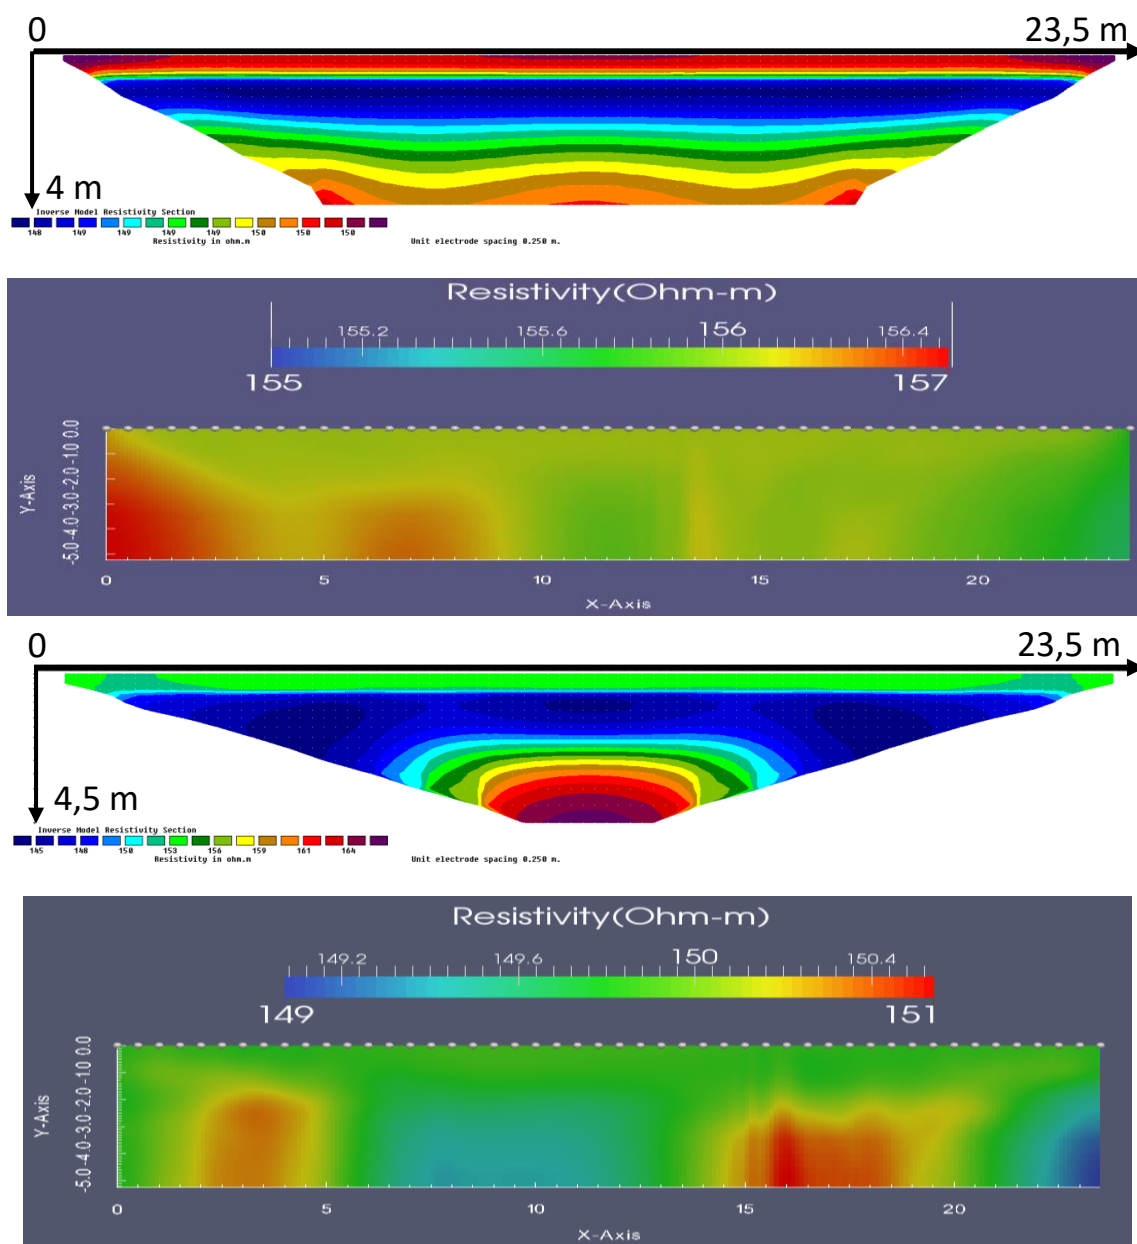 0 23,5 m
4 m
Inverse Model Resistivity Section
148 149 149 149 150 150 150
Resistivity in ohm.m Unit electrode spacing 0.250 m.
Resistivity(Ohm-m)
155.2 155.6 156 156.4
155 157
Y-Axis
-5.0 -4.0 -3.0 -2.0 -1.0 0.0
0 5 10 15 20
X-Axis
0 23,5 m
4,5 m
Inverse Model Resistivity Section
145 148 150 153 156 159 161 164
Resistivity in ohm.m Unit electrode spacing 0.250 m.
Resistivity(Ohm-m)
149.2 149.6 150 150.4
149 151
Y-Axis
-5.0 -4.0 -3.0 -2.0 -1.0 0.0
0 5 10 15 20
X-Axis